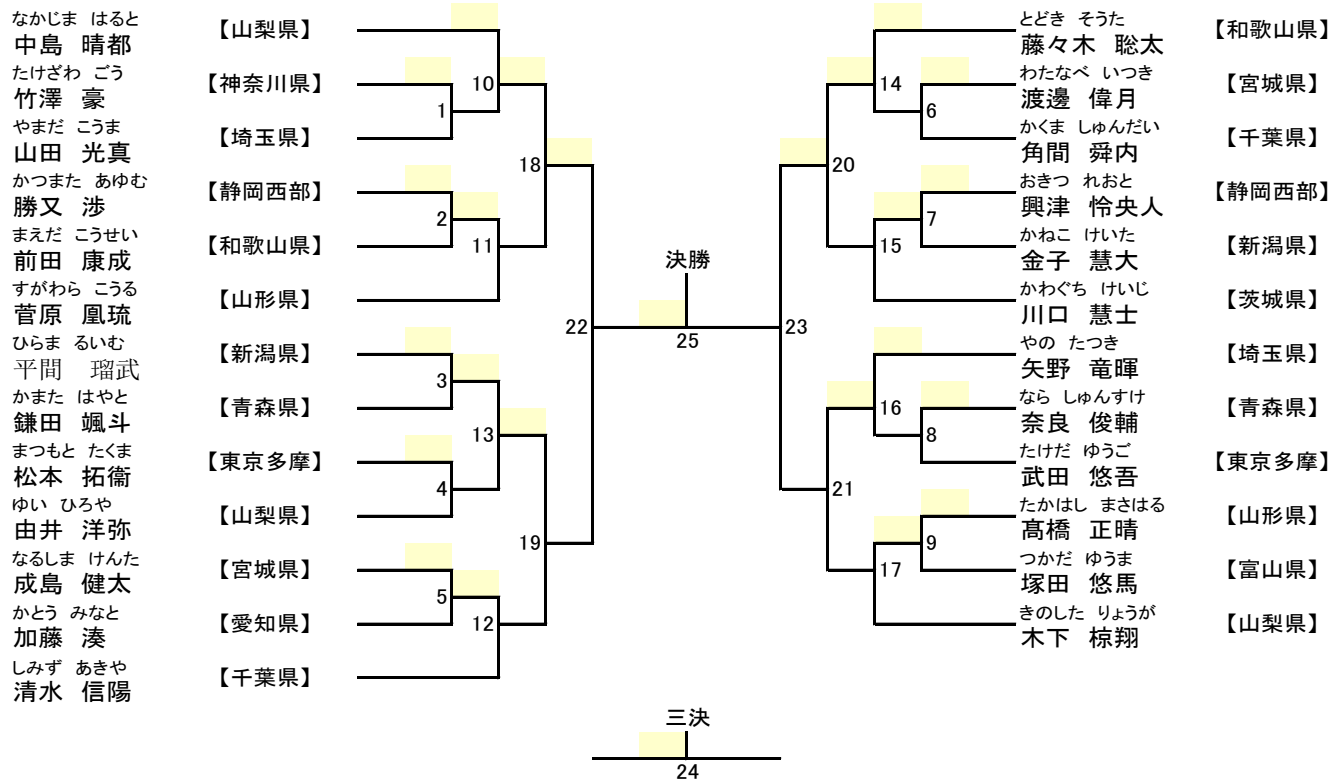 なかじま はると
中島 晴都 【山梨県】
たけざわ ごう
竹澤 豪 【神奈川県】
やまだ こうま
山田 光真 【埼玉県】
かつまた あゆむ
勝又 渉 【静岡西部】
まえだ こうせい
前田 康成 【和歌山県】
すがわら こうる
菅原 凰琉 【山形県】
ひらま るいむ
平間 瑠武 【新潟県】
かまた はやと
鎌田 颯斗 【青森県】
まつもと たくま
松本 拓衞 【東京多摩】
ゆい ひろや
由井 洋弥 【山梨県】
なるしま けんた
成島 健太 【宮城県】
かとう みなと
加藤 湊 【愛知県】
しみず あきや
清水 信陽 【千葉県】
10
1
18
2
11
22
3
13
4
19
5
12
決勝
25
三決
24
14
6
20
7
15
23
16
8
21
9
17
とどき そうた
藤々木 聡太 【和歌山県】
わたなべ いつき
渡邊 偉月 【宮城県】
かくま しゅんだい
角間 舜内 【千葉県】
おきつ れおと
興津 怜央人 【静岡西部】
かねこ けいた
金子 慧大 【新潟県】
かわぐち けいじ
川口 慧士 【茨城県】
やの たつき
矢野 竜暉 【埼玉県】
なら しゅんすけ
奈良 俊輔 【青森県】
たけだ ゆうご
武田 悠吾 【東京多摩】
たかはし まさはる
髙橋 正晴 【山形県】
つかだ ゆうま
塚田 悠馬 【富山県】
きのした りょうが
木下 椋翔 【山梨県】